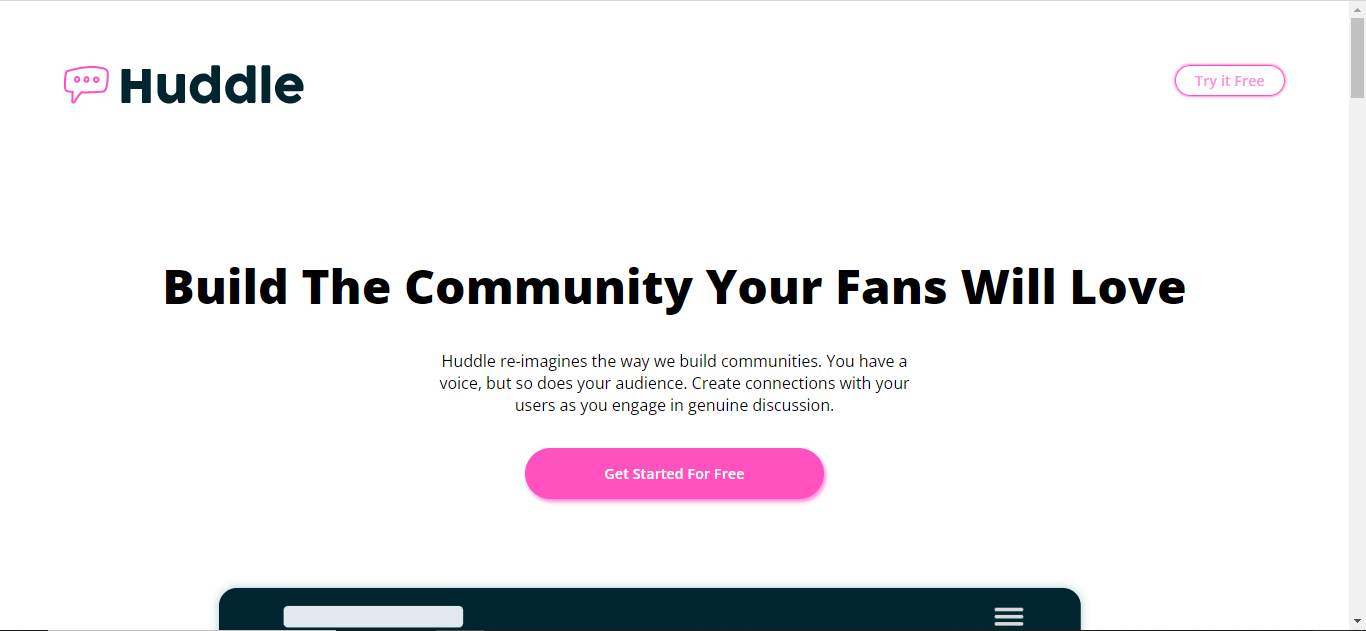 Huddle
Try it Free
Build The Community Your Fans Will Love
Huddle re-imagines the way we build communities. You have a
voice, but so does your audience. Create connections with your
users as you engage in genuine discussion.
Get Started For Free